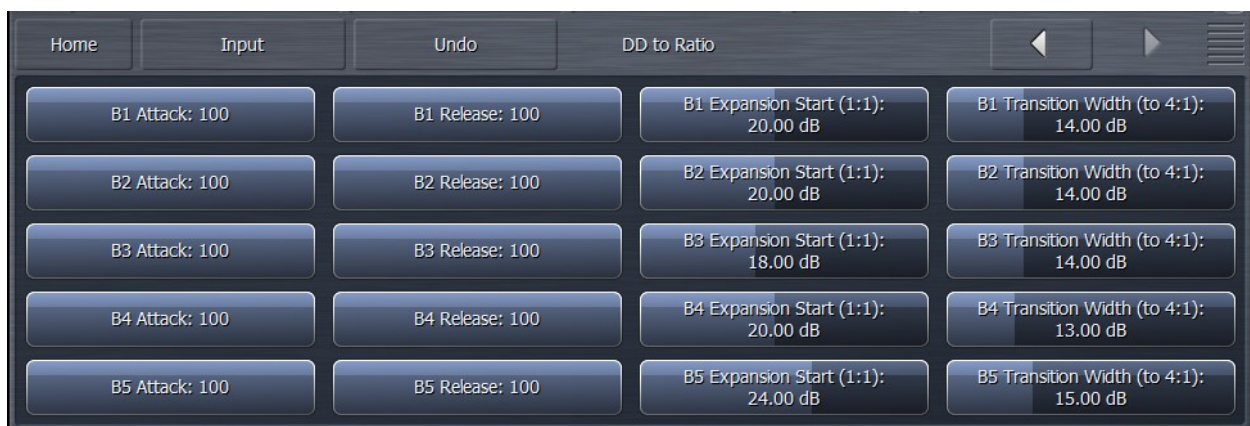 Home Input Undo DD to Ratio
B1 Attack: 100 B1 Release: 100 B1 Expansion Start (1:1): B1 Transition Width (to 4:1):
20.00 dB 14.00 dB
B2 Attack: 100 B2 Release: 100 B2 Expansion Start (1:1): B2 Transition Width (to 4:1):
20.00 dB 14.00 dB
B3 Attack: 100 B3 Release: 100 B3 Expansion Start (1:1): B3 Transition Width (to 4:1):
18.00 dB 14.00 dB
B4 Attack: 100 B4 Release: 100 B4 Expansion Start (1:1): B4 Transition Width (to 4:1):
20.00 dB 13.00 dB
B5 Attack: 100 B5 Release: 100 B5 Expansion Start (1:1): B5 Transition Width (to 4:1):
24.00 dB 15.00 dB